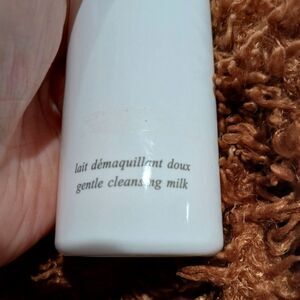 lait démaquillant doux
gentle cleansing milk